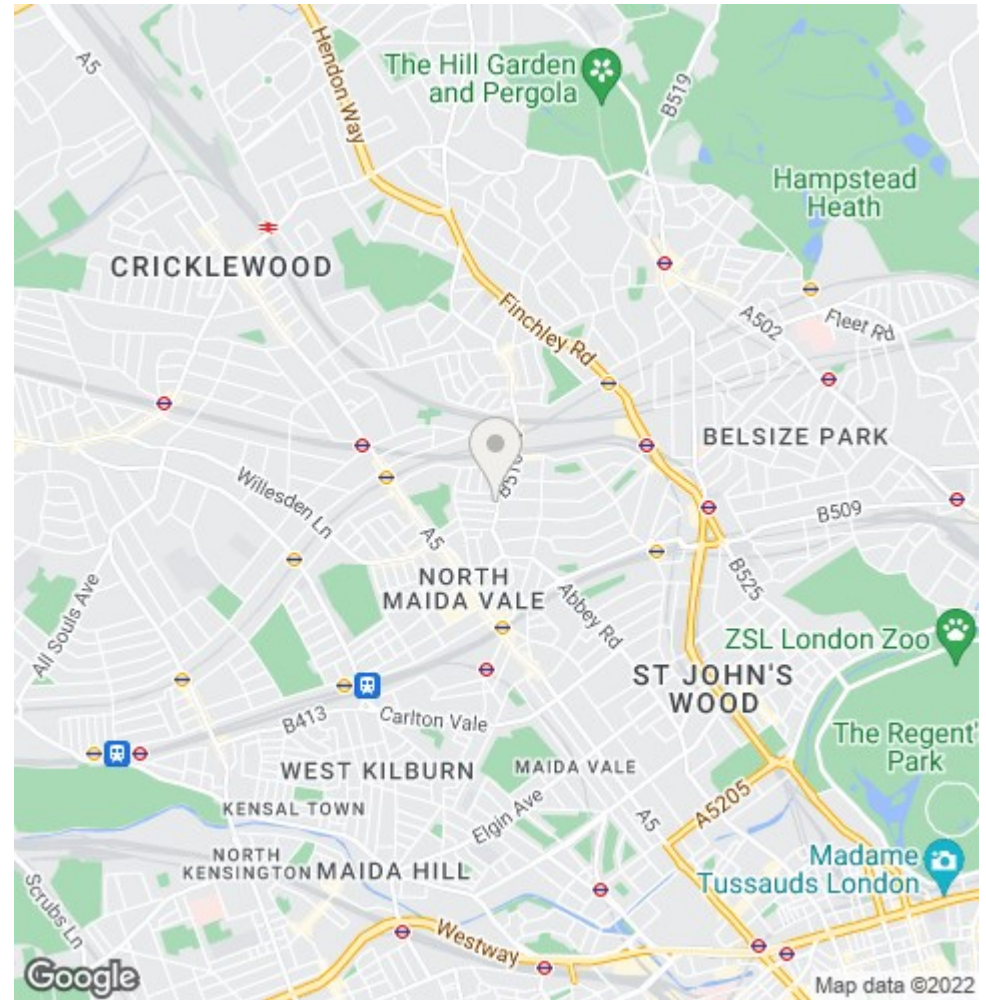 A5
Hendon Way
The Hill Garden
and Pergola
B519
Hampstead
Heath
CRICKLEWOOD
Finchley Rd
A502
Fleet Rd
BELSIZE PARK
B510
Willesden Ln
A5
B509
NORTH
MAIDA VALE
Abbey Rd
B525
All Souls Ave
ZSL London Zoo
ST JOHN'S
WOOD
B413
Carlton Vale
The Regent's
Park
WEST KILBURN
MAIDA VALE
KENSAL TOWN
Elgin Ave
A5
A5205
NORTH
KENSINGTON
MAIDA HILL
Madame
Tussauds London
Scrubs Ln
Westway
Google
Map data ©2022